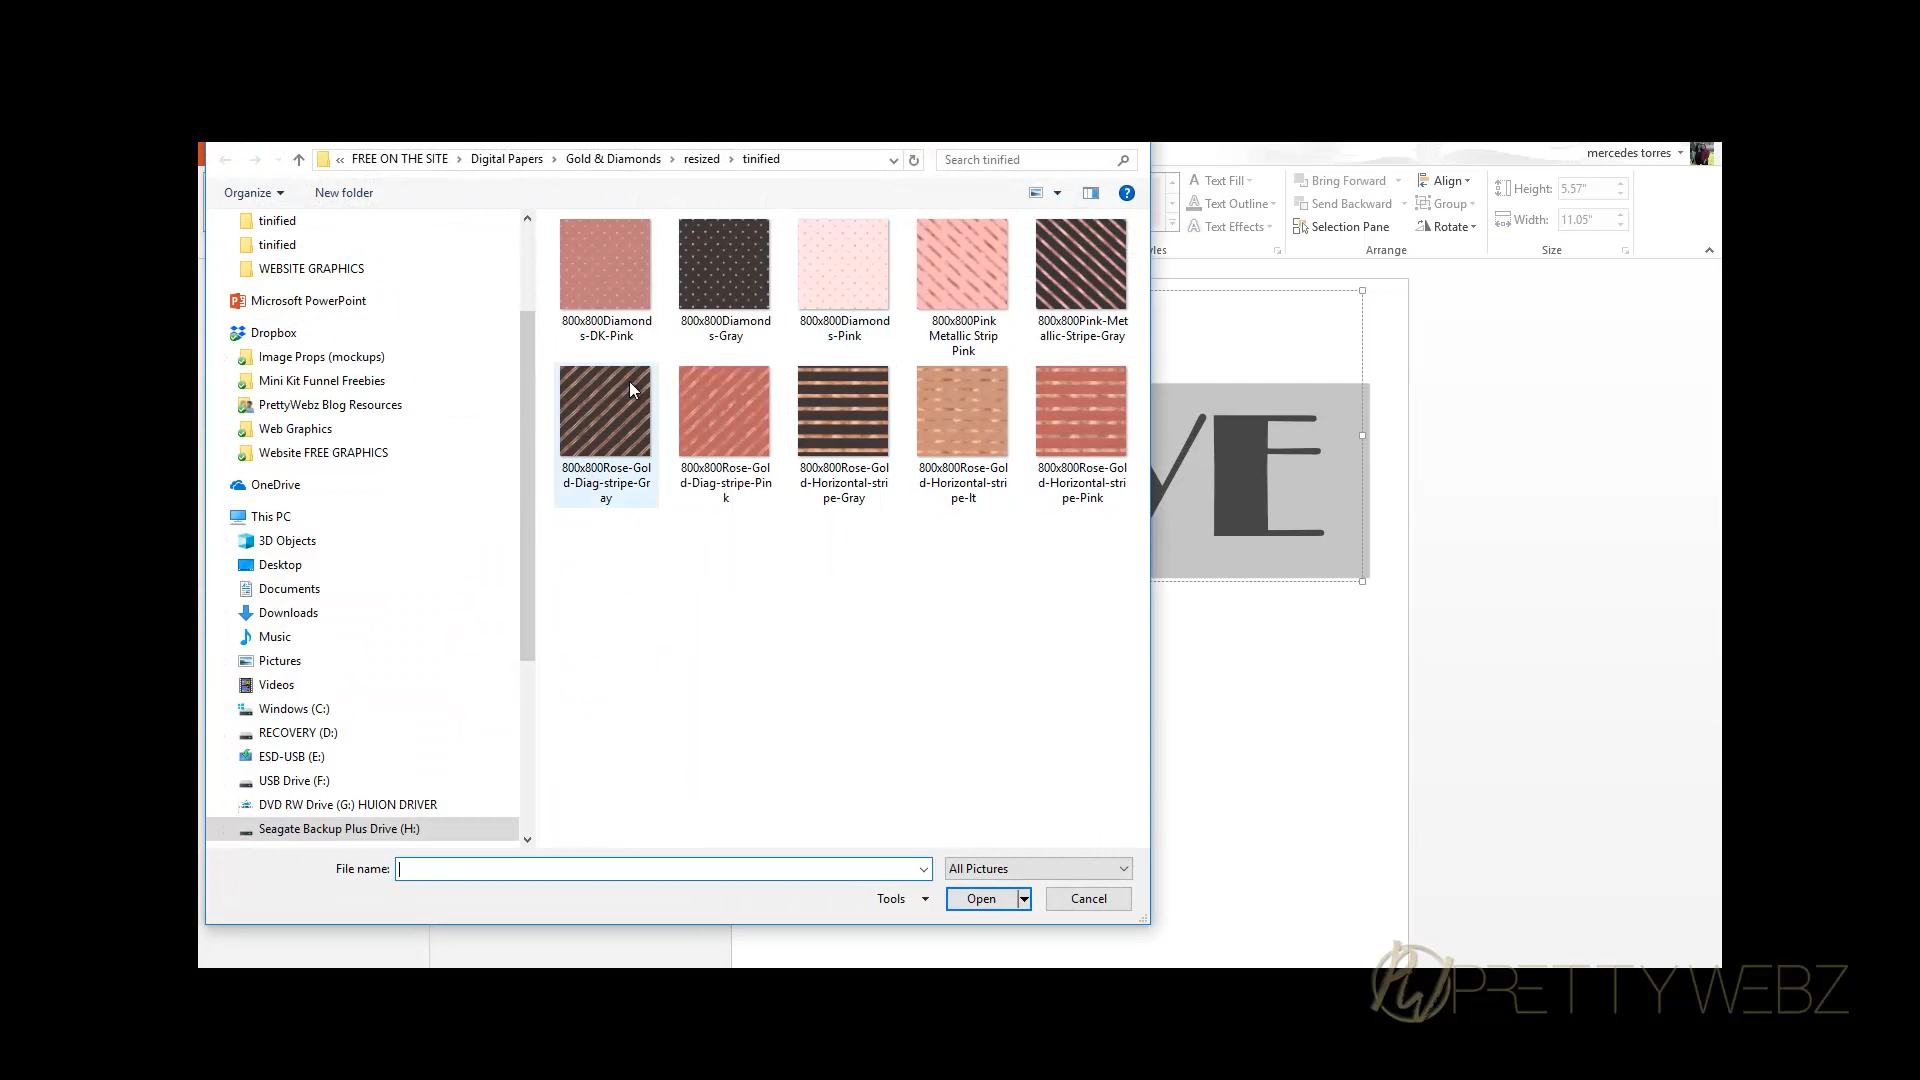 « FREE ON THE SITE > Digital Papers > Gold & Diamonds > resized > tinified
Search tinified
mercedes torres
Organize
New folder
Text Fill
Text Outline
Text Effects
Bring Forward
Send Backward
Selection Pane
Align
Group
Rotate
Arrange
Height: 5.57"
Width: 11.05"
Size
tinified
tinified
WEBSITE GRAPHICS
Microsoft PowerPoint
Dropbox
Image Props (mockups)
Mini Kit Funnel Freebies
PrettyWebz Blog Resources
Web Graphics
Website FREE GRAPHICS
OneDrive
This PC
3D Objects
Desktop
Documents
Downloads
Music
Pictures
Videos
Windows (C:)
RECOVERY (D:)
ESD-USB (E:)
USB Drive (F:)
DVD RW Drive (G:) HUION DRIVER
Seagate Backup Plus Drive (H:)
800x800Diamond
s-DK-Pink
800x800Diamond
s-Gray
800x800Diamond
s-Pink
800x800Pink
Metallic Strip
Pink
800x800Pink-Met
allic-Stripe-Gray
800x800Rose-Gol
d-Diag-stripe-Gr
ay
800x800Rose-Gol
d-Diag-stripe-Pin
k
800x800Rose-Gol
d-Horizontal-stri
pe-Gray
800x800Rose-Gol
d-Horizontal-stri
pe-lt
800x800Rose-Gol
d-Horizontal-stri
pe-Pink
VE
File name:
All Pictures
Tools
Open
Cancel
PW PRETTYWEBZ